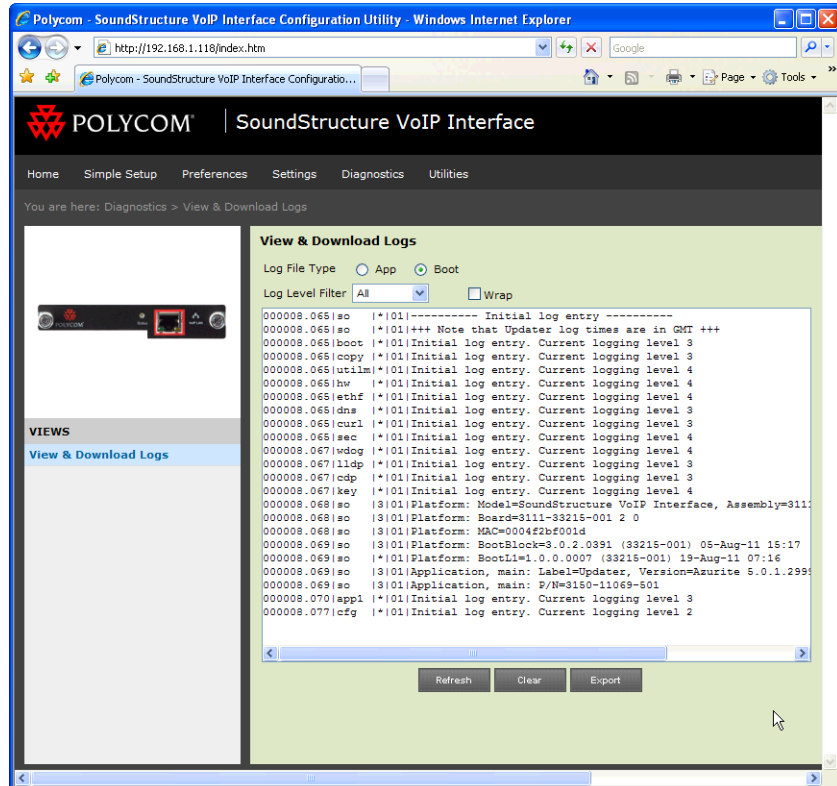 Polycom - SoundStructure VoIP Interface Configuration Utility - Windows Internet Explorer
http://192.168.1.118/index.htm
Google
Polycom - SoundStructure VoIP Interface Configuratio...
Page
Tools
»
POLYCOM | SoundStructure VoIP Interface
Home Simple Setup Preferences Settings Diagnostics Utilities
You are here: Diagnostics > View & Download Logs
POLYCOM
VIEWS
View & Download Logs
View & Download Logs
Log File Type App Boot
Log Level Filter All Wrap
000008.065|so |*|01|---------- Initial log entry ----------
000008.065|so |*|01|+++ Note that Updater log times are in GMT +++
000008.065|boot |*|01|Initial log entry. Current logging level 3
000008.065|copy |*|01|Initial log entry. Current logging level 3
000008.065|utilm|*|01|Initial log entry. Current logging level 4
000008.065|hw |*|01|Initial log entry. Current logging level 4
000008.065|ethf |*|01|Initial log entry. Current logging level 4
000008.065|dns |*|01|Initial log entry. Current logging level 3
000008.065|curl |*|01|Initial log entry. Current logging level 3
000008.065|sec |*|01|Initial log entry. Current logging level 4
000008.067|wdog |*|01|Initial log entry. Current logging level 4
000008.067|lldp |*|01|Initial log entry. Current logging level 3
000008.067|cdp |*|01|Initial log entry. Current logging level 3
000008.067|key |*|01|Initial log entry. Current logging level 4
000008.068|so |3|01|Platform: Model=SoundStructure VoIP Interface, Assembly=311
000008.068|so |3|01|Platform: Board=3111-33215-001 2 0
000008.068|so |3|01|Platform: MAC=0004f2bf001d
000008.069|so |3|01|Platform: BootBlock=3.0.2.0391 (33215-001) 05-Aug-11 15:17
000008.069|so |*|01|Platform: BootL1=1.0.0.0007 (33215-001) 19-Aug-11 07:16
000008.069|so |3|01|Application, main: Label=Updater, Version=Azurite 5.0.1.299
000008.069|so |3|01|Application, main: P/N=3150-11069-501
000008.070|app1 |*|01|Initial log entry. Current logging level 3
000008.077|cfg |*|01|Initial log entry. Current logging level 2
Refresh Clear Export